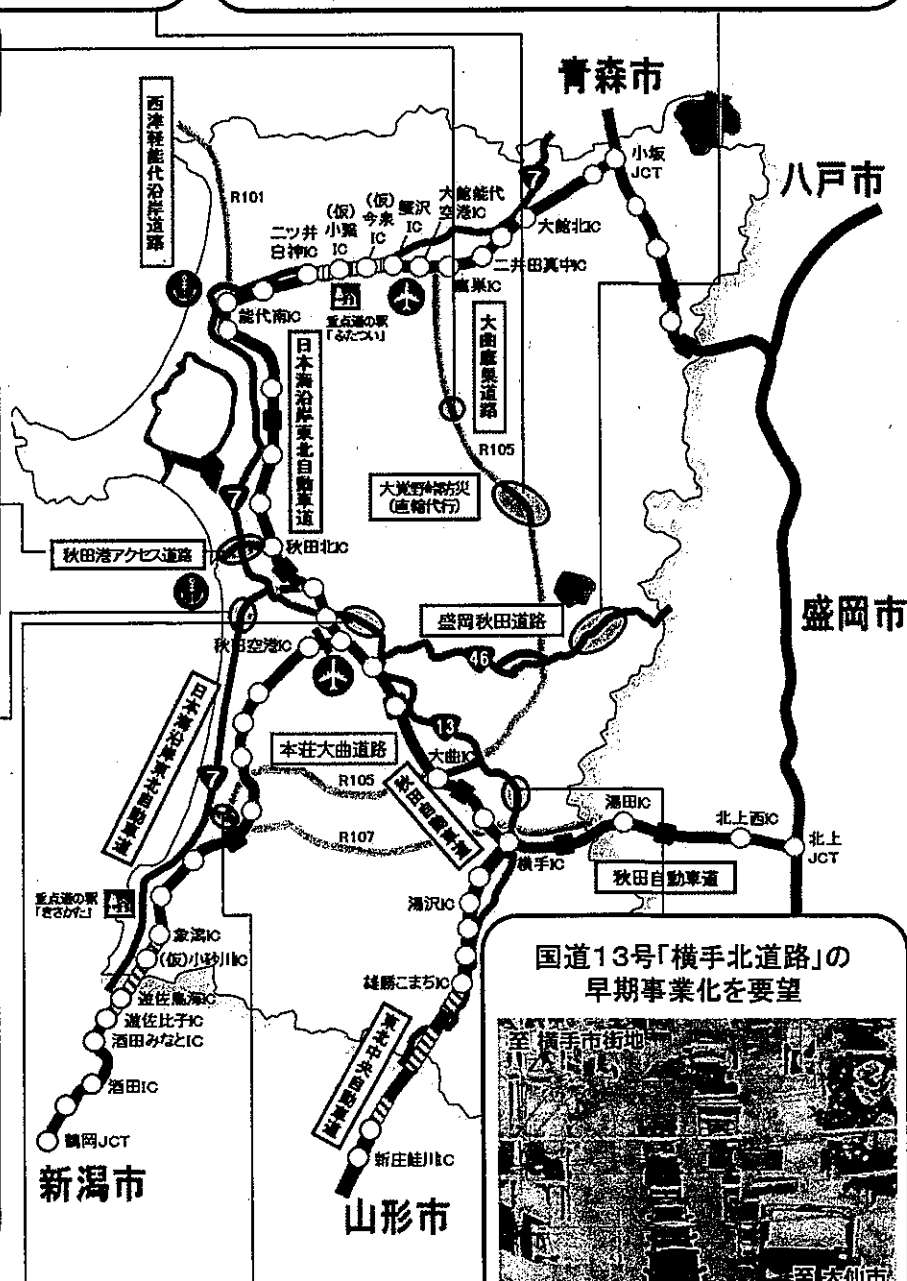 青森市
八戸市
盛岡市
新潟市
山形市
西津軽能代沿岸道路
R101
7
小坂
JCT
大館北IC
二井田真中IC
大館能代
空港IC
蟹沢
IC
(仮)
今泉
IC
(仮)
小繋
IC
二ツ井
白神IC
鷹巣IC
重点道の駅
「ふたつい」
能代南IC
日本海沿岸東北自動車道
大曲鷹巣道路
R105
大覚野峠防災
(直轄代行)
7
秋田港アクセス道路
秋田北IC
盛岡秋田道路
46
秋田空港IC
日本海沿岸東北自動車道
7
13
本荘大曲道路
大曲IC
R105
R107
湯田IC
北上西IC
北上
JCT
横手IC
秋田自動車道
湯沢IC
重点道の駅
「きさかた」
象潟IC
(仮)小砂川IC
遊佐鳥海IC
遊佐比子IC
酒田みなとIC
酒田IC
鶴岡JCT
雄勝こまちIC
東北中央自動車道
新庄鮭川IC
国道13号「横手北道路」の
早期事業化を要望
至 横手市街地
至 大仙市